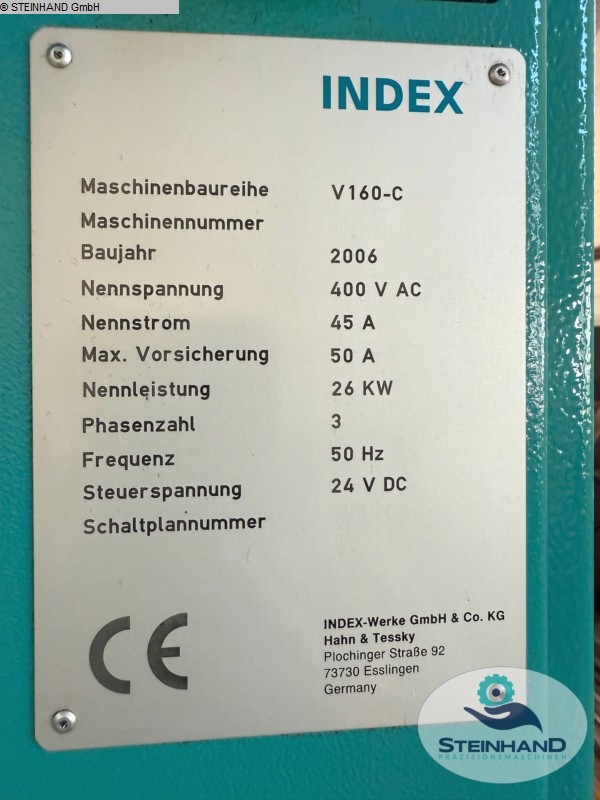 © STEINHAND GmbH
INDEX
Maschinenbaureihe V160-C
Maschinennummer
Baujahr 2006
Nennspannung 400 V AC
Nennstrom 45 A
Max. Vorsicherung 50 A
Nennleistung 26 KW
Phasenzahl 3
Frequenz 50 Hz
Steuerspannung 24 V DC
Schaltplannummer
CE
INDEX-Werke GmbH & Co. KG
Hahn & Tessky
Plochinger Straße 92
73730 Esslingen
Germany
STEINHAND
PRÄZISIONSMASCHINEN